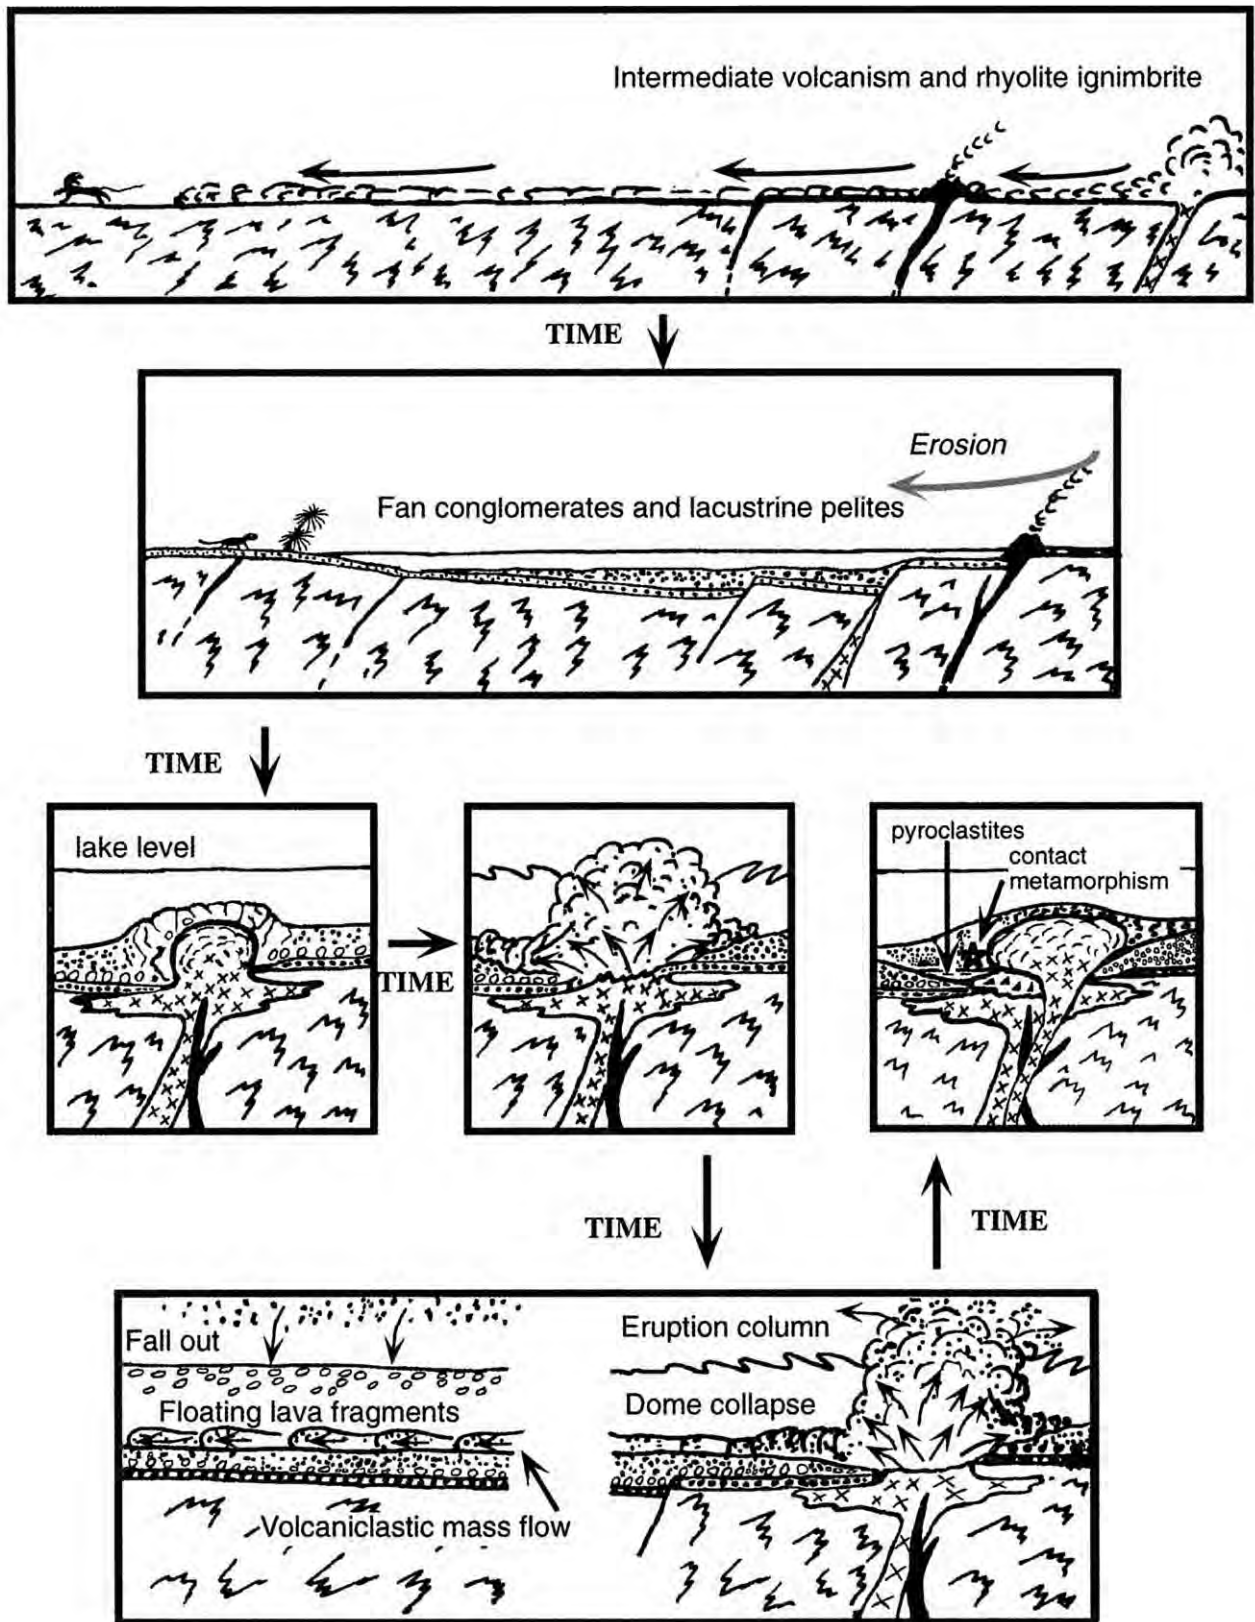 Intermediate volcanism and rhyolite ignimbrite
TIME
Erosion
Fan conglomerates and lacustrine pelites
TIME
lake level
TIME
pyroclastites
contact
metamorphism
TIME
TIME
Fall out
Floating lava fragments
Volcaniclastic mass flow
Eruption column
Dome collapse